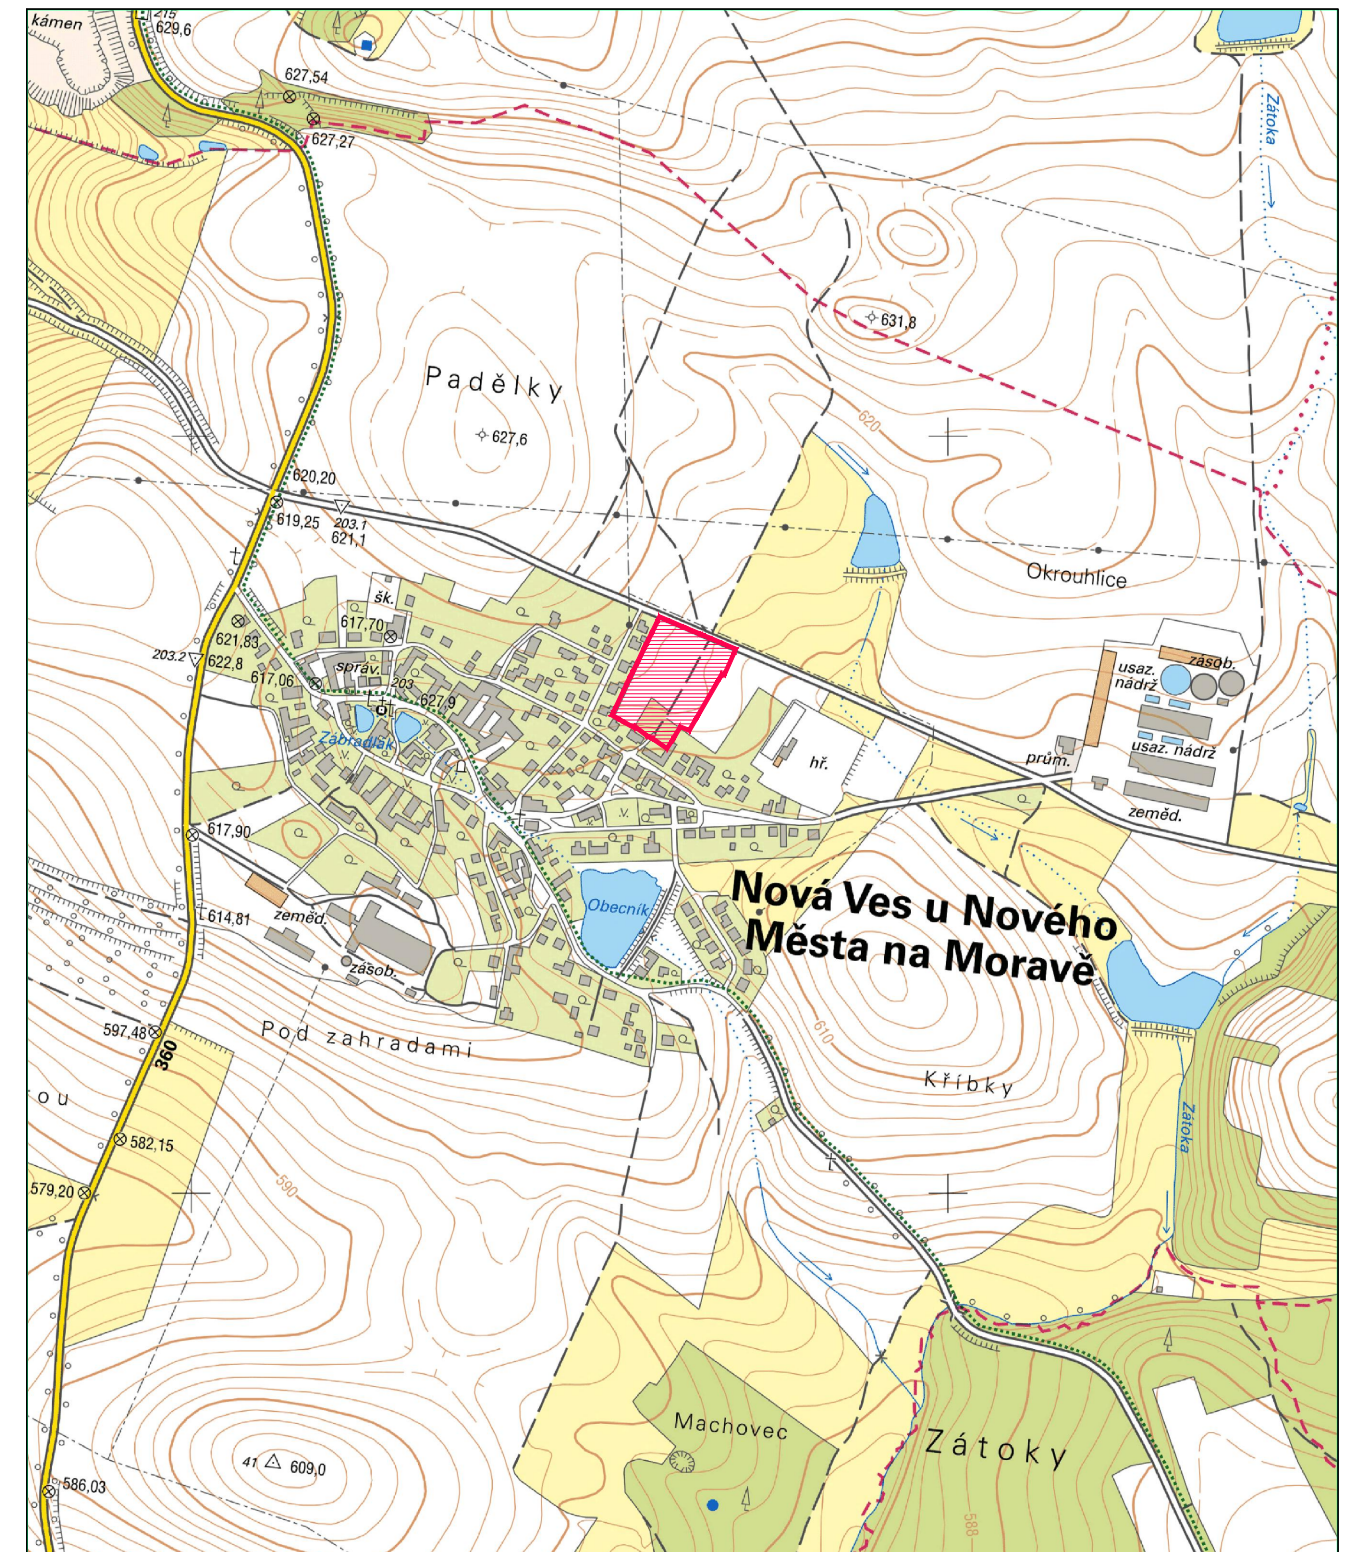 kámen
215
629,6
627,54
627,27
Zátoka
631,8
Padělky
627,6
620
620,20
619,25
203.1
621,1
Okrouhlice
šk.
617,70
621,83
203.2
622,8
617,06
správ.
203
627,9
Zábradlák
usaz.
nádrž
zásob.
usaz. nádrž
prům.
zeměd.
hř.
617,90
Nová Ves u Nového
Města na Moravě
Obecník
614,81
zeměd.
zásob.
597,48
360
Pod zahradami
610
Kříbky
ou
582,15
Zátoka
579,20
590
Machovec
Zátoky
41
609,0
586,03
588